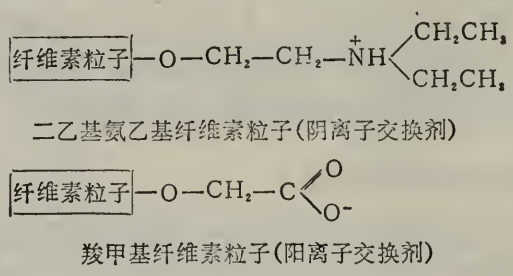 CH₂CH₃
纤维素粒子—O—CH₂—CH₂—N⁺H
CH₂CH₃
二乙基氨乙基纤维素粒子(阴离子交换剂)
O
纤维素粒子—O—CH₂—C
O⁻
羧甲基纤维素粒子(阳离子交换剂)